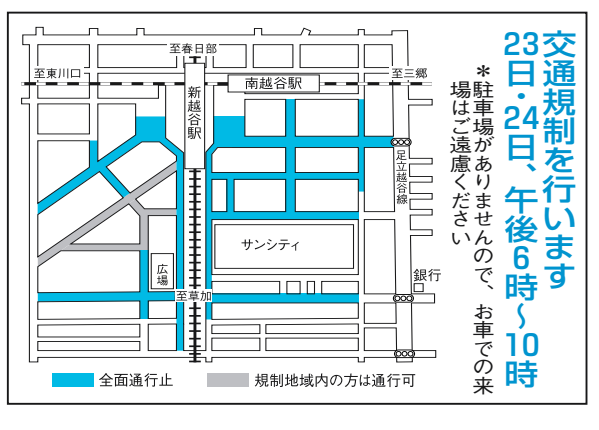 交通規制を行います
23日・24日、午後6時〜10時
＊駐車場がありませんので、お車での来
場はご遠慮ください
至春日部
至東川口
至三郷
南越谷駅
新越谷駅
足立越谷線
サンシティ
広場
銀行
至草加
全面通行止
規制地域内の方は通行可